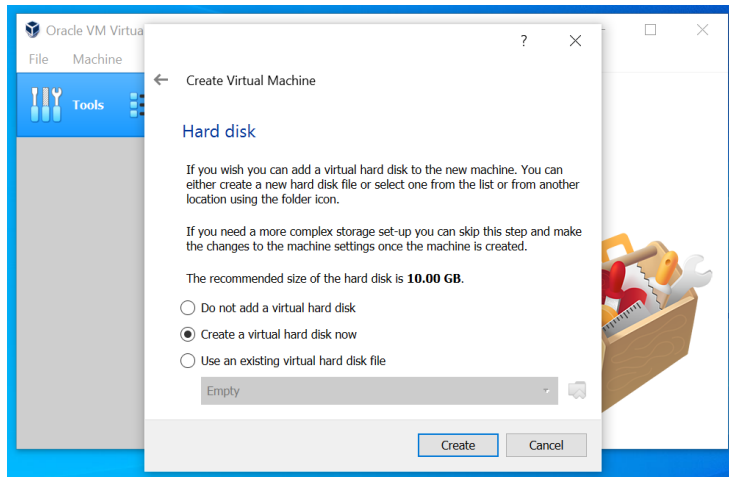 Oracle VM Virtua
File Machine
Tools
?
Create Virtual Machine
Hard disk
If you wish you can add a virtual hard disk to the new machine. You can
either create a new hard disk file or select one from the list or from another
location using the folder icon.
If you need a more complex storage set-up you can skip this step and make
the changes to the machine settings once the machine is created.
The recommended size of the hard disk is 10.00 GB.
Do not add a virtual hard disk
Create a virtual hard disk now
Use an existing virtual hard disk file
Empty
Create Cancel